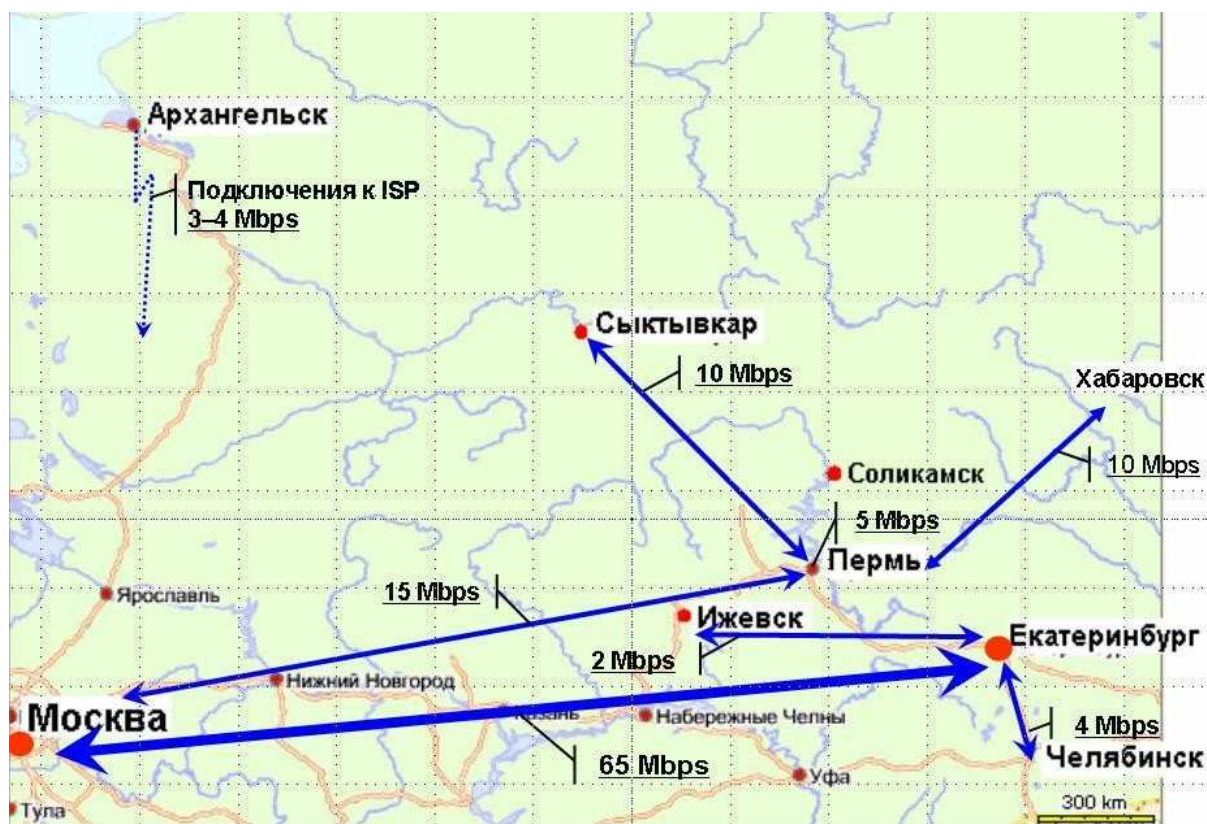 Архангельск
Подключения к ISP
3–4 Mbps
Сыктывкар
10 Mbps
Хабаровск
10 Mbps
Соликамск
5 Mbps
Пермь
Ярославль
15 Mbps
Ижевск
Екатеринбург
2 Mbps
Нижний Новгород
Москва
Казань
Набережные Челны
4 Mbps
65 Mbps
Челябинск
Уфа
300 km
Тула